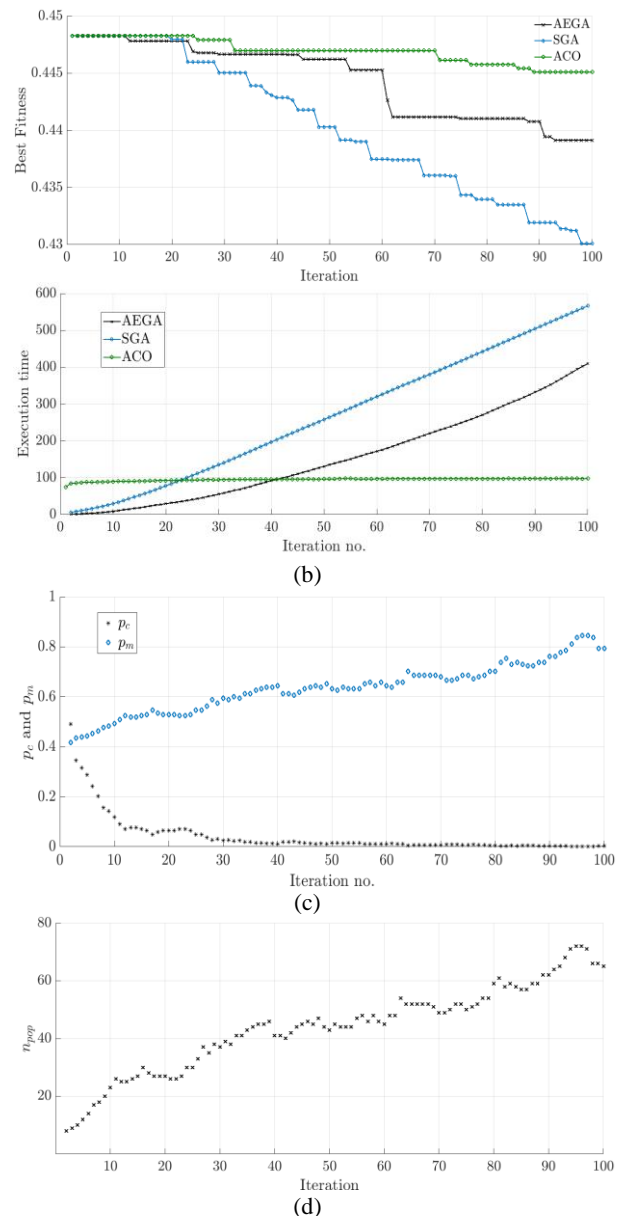 0.45
0.445
0.44
0.435
0.43
Best Fitness
AEGA
SGA
ACO
0 10 20 30 40 50 60 70 80 90 100
Iteration
600
500
400
300
200
100
0
Execution time
AEGA
SGA
ACO
10 20 30 40 50 60 70 80 90 100
Iteration no.
(b)
1
0.8
0.6
0.4
0.2
0
p_c and p_m
p_c
p_m
0 10 20 30 40 50 60 70 80 90 100
Iteration no.
(c)
80
60
40
20
n_pop
10 20 30 40 50 60 70 80 90 100
Iteration
(d)